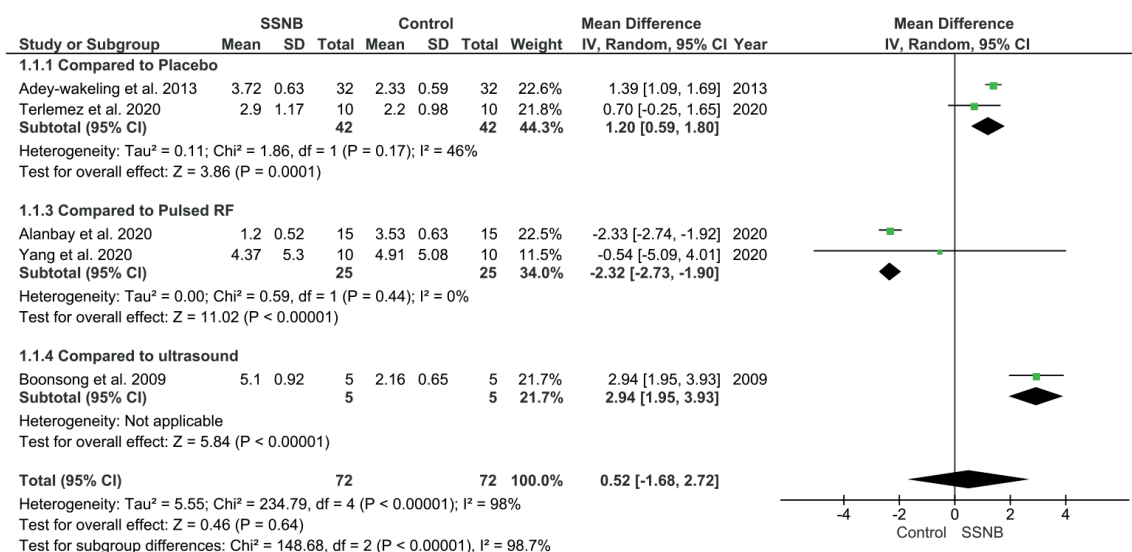 SSNB Control Mean Difference Mean Difference
Study or Subgroup Mean SD Total Mean SD Total Weight IV, Random, 95% CI Year IV, Random, 95% CI
1.1.1 Compared to Placebo
Adey-wakeling et al. 2013 3.72 0.63 32 2.33 0.59 32 22.6% 1.39 [1.09, 1.69] 2013
Terlemez et al. 2020 2.9 1.17 10 2.2 0.98 10 21.8% 0.70 [-0.25, 1.65] 2020
Subtotal (95% CI) 42 42 44.3% 1.20 [0.59, 1.80]
Heterogeneity: Tau² = 0.11; Chi² = 1.86, df = 1 (P = 0.17); I² = 46%
Test for overall effect: Z = 3.86 (P = 0.0001)
1.1.3 Compared to Pulsed RF
Alanbay et al. 2020 1.2 0.52 15 3.53 0.63 15 22.5% -2.33 [-2.74, -1.92] 2020
Yang et al. 2020 4.37 5.3 10 4.91 5.08 10 11.5% -0.54 [-5.09, 4.01] 2020
Subtotal (95% CI) 25 25 34.0% -2.32 [-2.73, -1.90]
Heterogeneity: Tau² = 0.00; Chi² = 0.59, df = 1 (P = 0.44); I² = 0%
Test for overall effect: Z = 11.02 (P < 0.00001)
1.1.4 Compared to ultrasound
Boonsong et al. 2009 5.1 0.92 5 2.16 0.65 5 21.7% 2.94 [1.95, 3.93] 2009
Subtotal (95% CI) 5 5 21.7% 2.94 [1.95, 3.93]
Heterogeneity: Not applicable
Test for overall effect: Z = 5.84 (P < 0.00001)
Total (95% CI) 72 72 100.0% 0.52 [-1.68, 2.72]
Heterogeneity: Tau² = 5.55; Chi² = 234.79, df = 4 (P < 0.00001); I² = 98%
Test for overall effect: Z = 0.46 (P = 0.64)
Test for subgroup differences: Chi² = 148.68, df = 2 (P < 0.00001), I² = 98.7%
-4 -2 0 2 4
Control SSNB